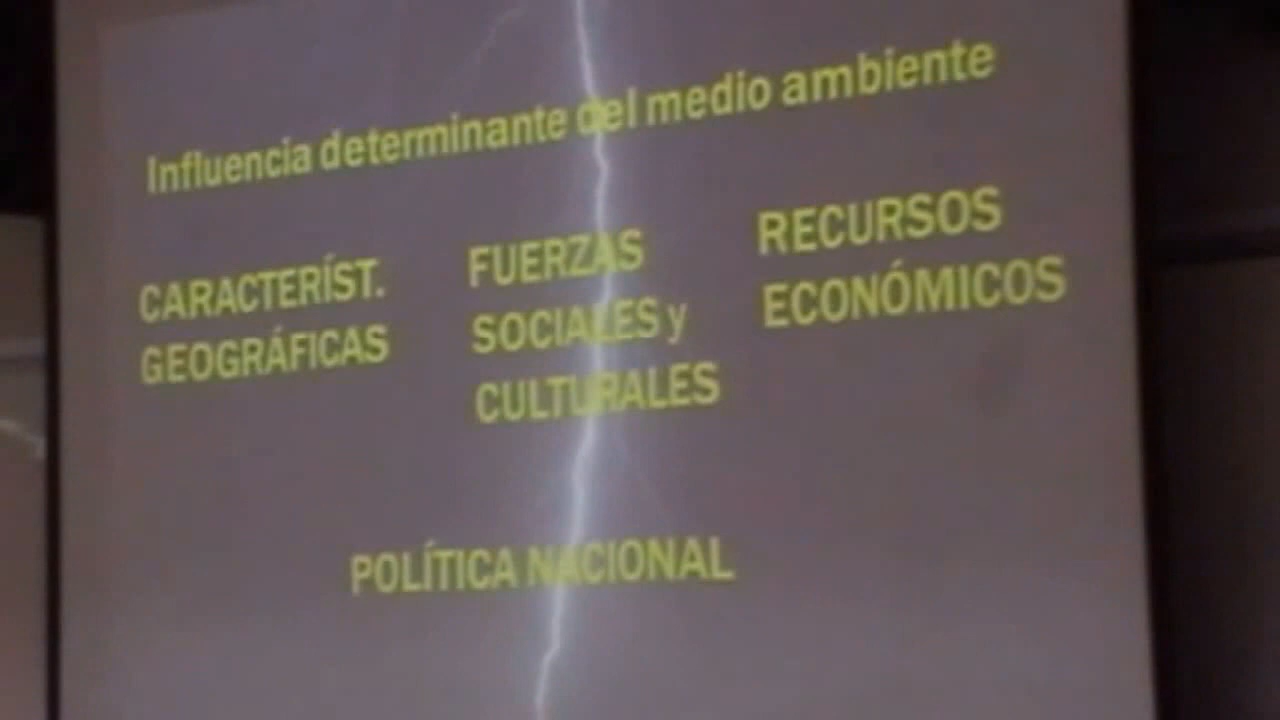 Influencia determinante del medio ambiente
CARACTERÍST.
GEOGRÁFICAS
FUERZAS
SOCIALES y
CULTURALES
RECURSOS
ECONÓMICOS
POLÍTICA NACIONAL